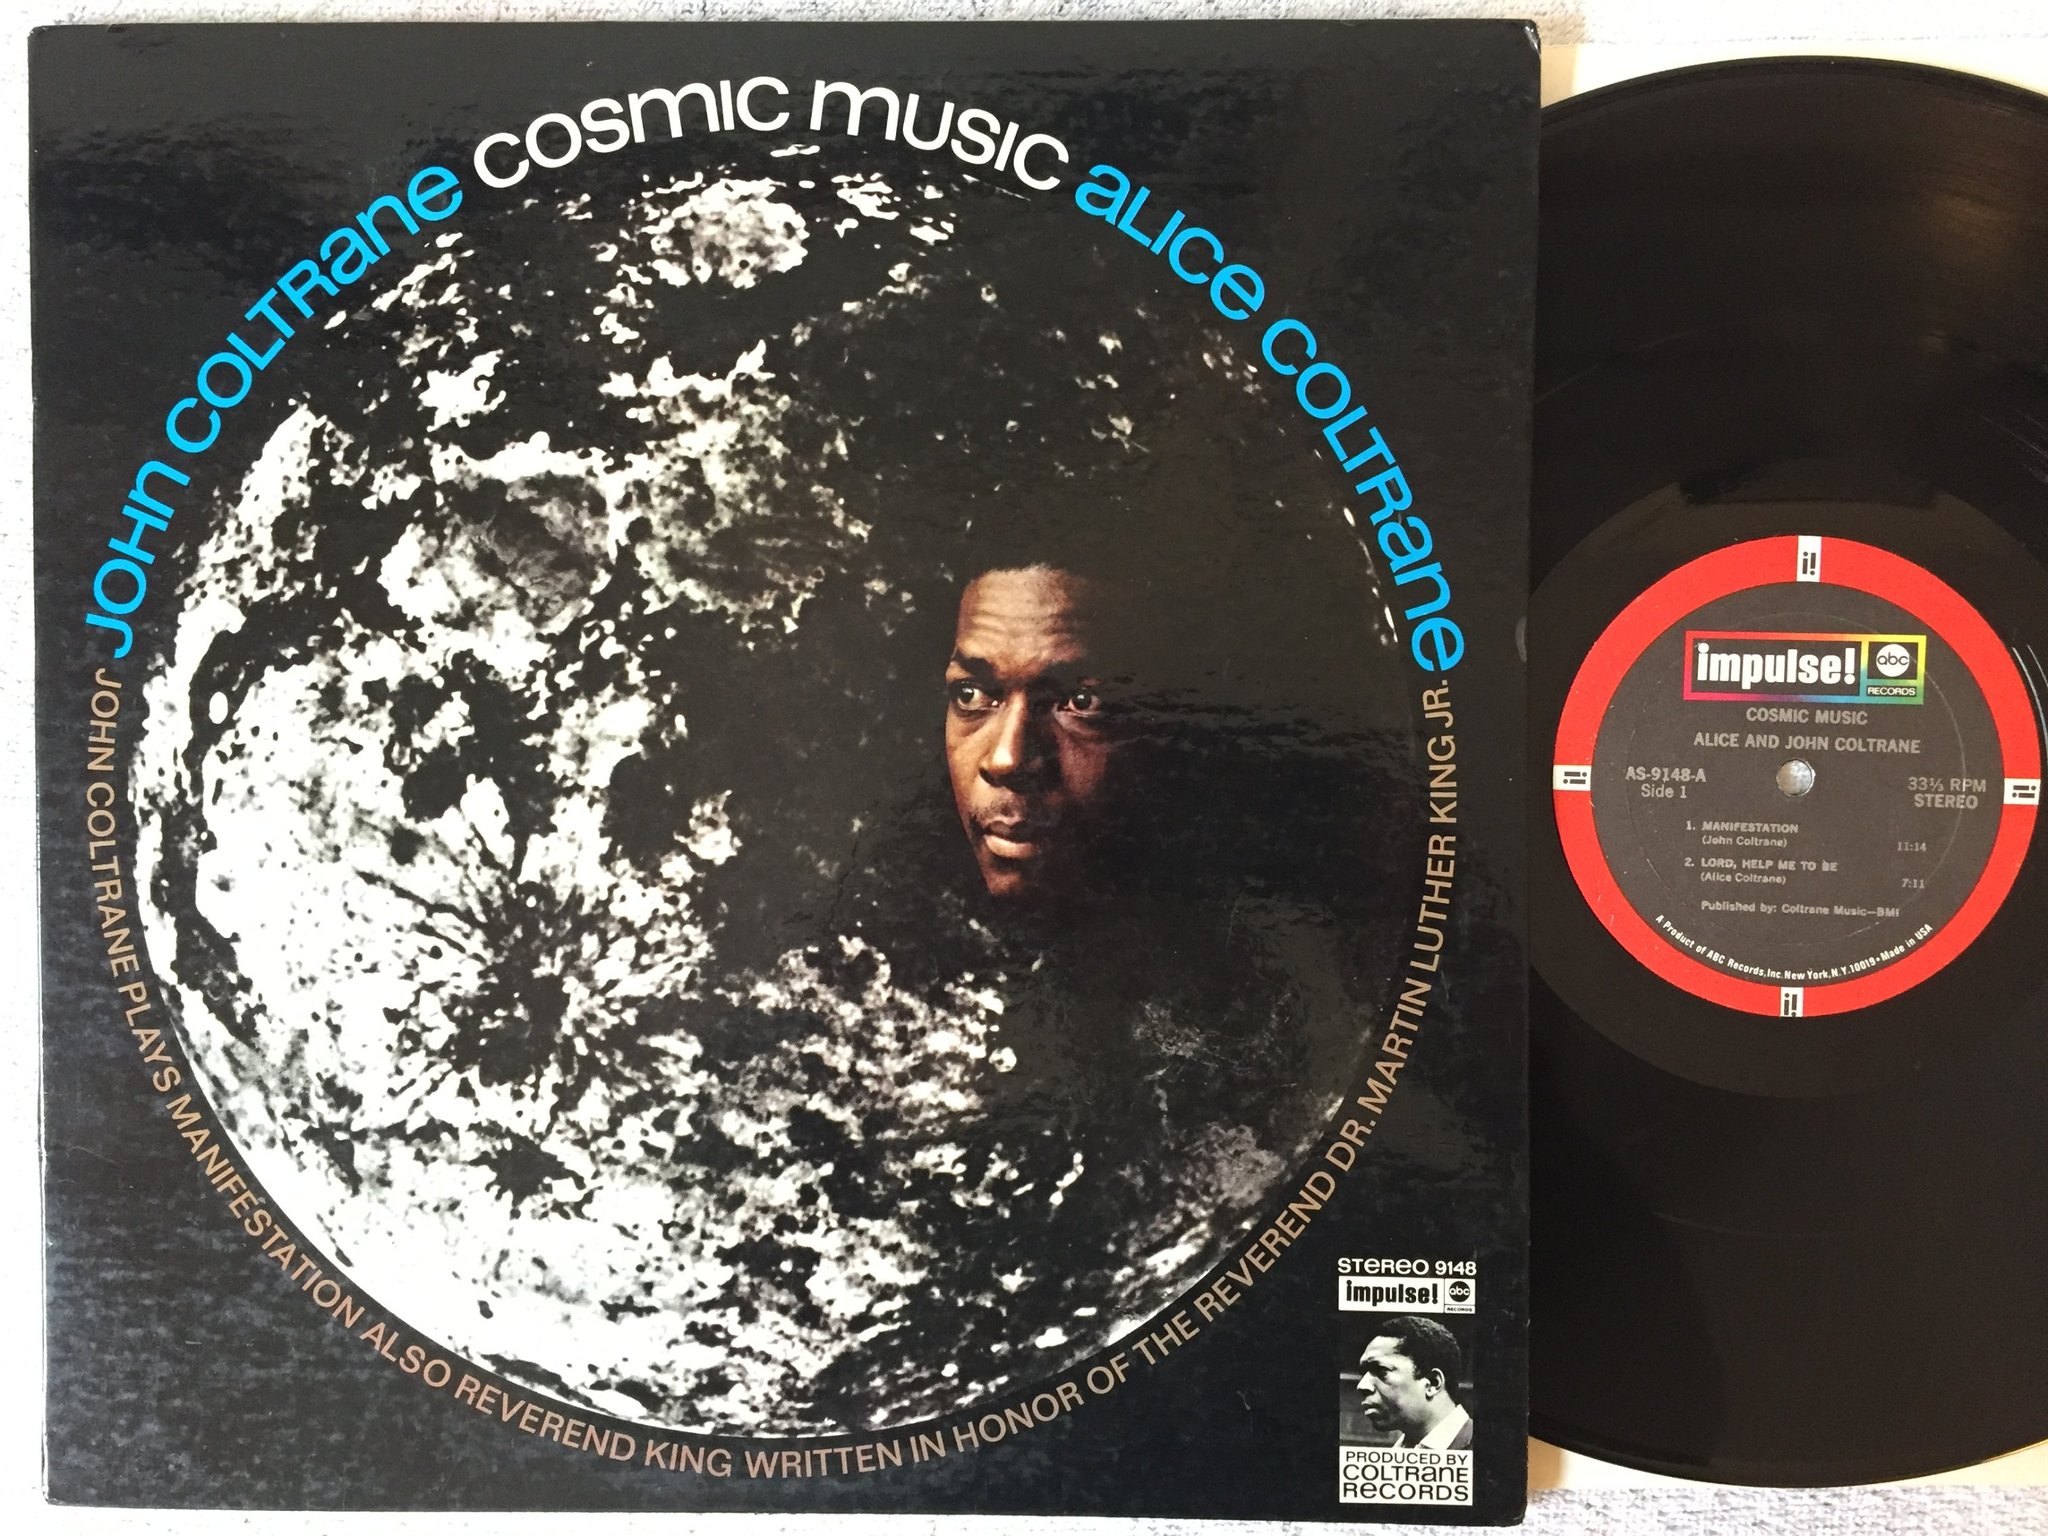 JOHN COLTRANE COSMIC MUSIC ALICE COLTRANE
JOHN COLTRANE PLAYS MANIFESTATION ALSO REVEREND KING WRITTEN IN HONOR OF THE REVEREND DR. MARTIN LUTHER KING JR.
STEREO 9148
impulse! abc RECORDS
PRODUCED BY
COLTRANE
RECORDS
i!
i!
i!
i!
impulse! abc RECORDS
COSMIC MUSIC
ALICE AND JOHN COLTRANE
AS-9148-A
Side 1
33⅓ RPM
STEREO
1. MANIFESTATION
(John Coltrane) 11:14
2. LORD, HELP ME TO BE
(Alice Coltrane) 7:11
Published by: Coltrane Music—BMI
A Product of ABC Records, Inc. New York, N.Y. 10019 • Made in USA